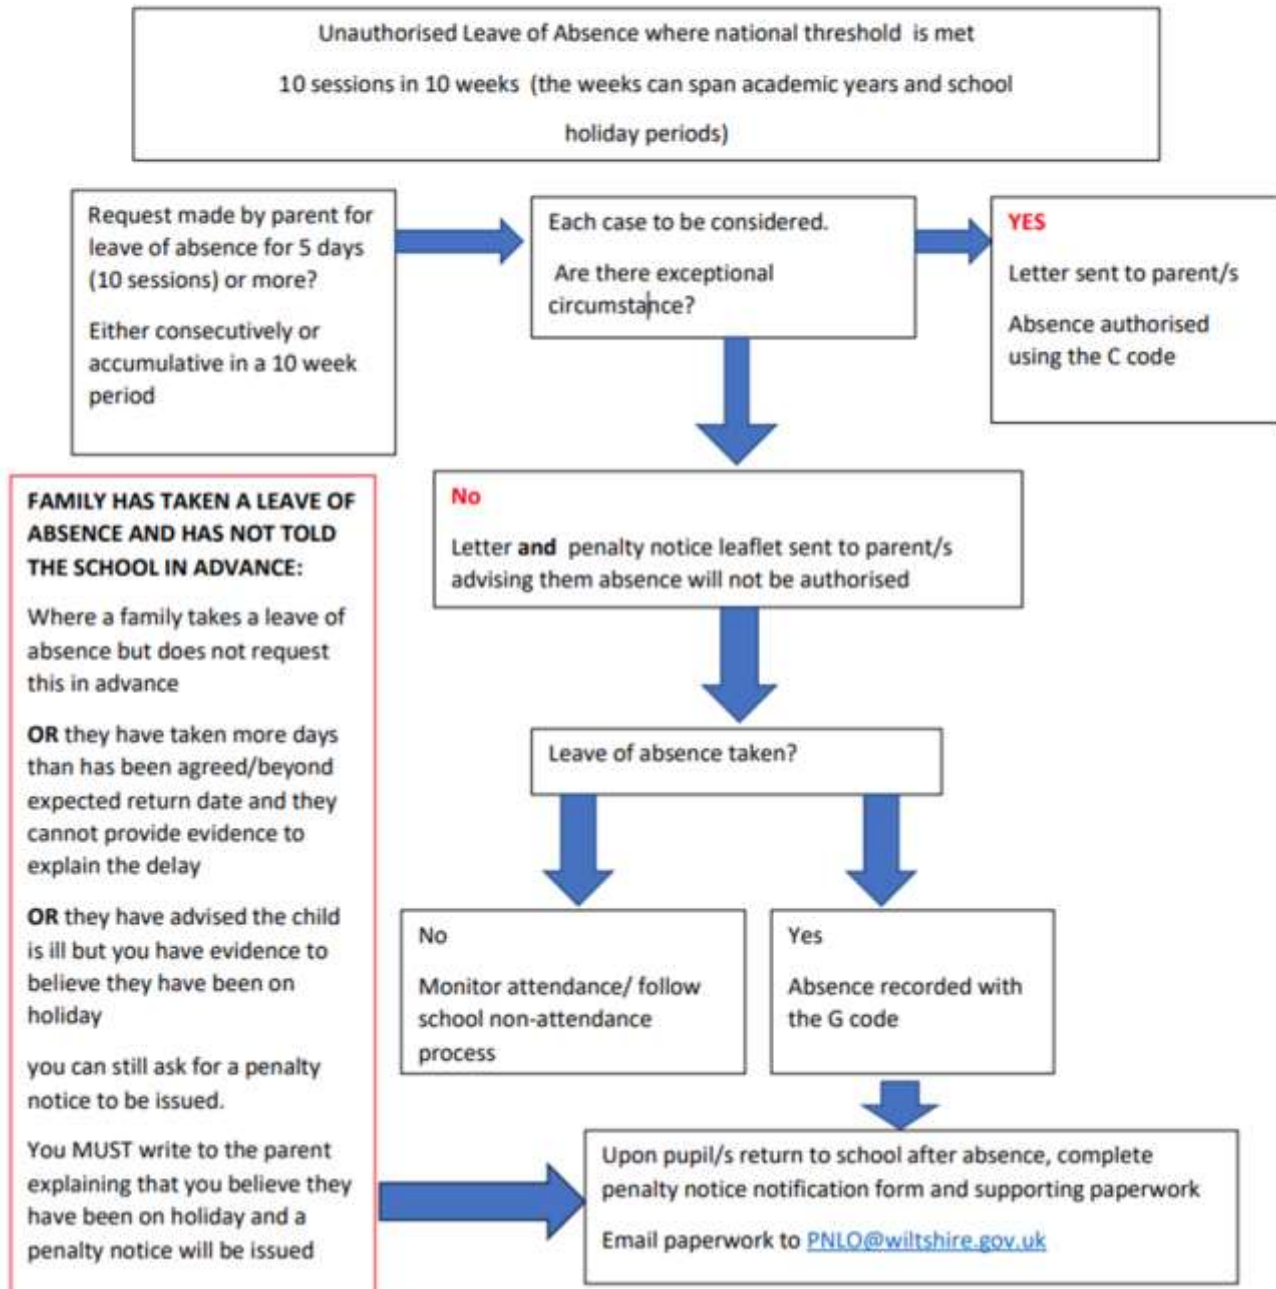 Unauthorised Leave of Absence where national threshold  is met
10 sessions in 10 weeks  (the weeks can span academic years and school
holiday periods)
Request made by parent for
leave of absence for 5 days
(10 sessions) or more?
Either consecutively or
accumulative in a 10 week
period
Each case to be considered.
Are there exceptional
circumstance?
YES
Letter sent to parent/s
Absence authorised
using the C code
No
Letter and  penalty notice leaflet sent to parent/s
advising them absence will not be authorised
FAMILY HAS TAKEN A LEAVE OF
ABSENCE AND HAS NOT TOLD
THE SCHOOL IN ADVANCE:
Where a family takes a leave of
absence but does not request
this in advance
OR they have taken more days
than has been agreed/beyond
expected return date and they
cannot provide evidence to
explain the delay
OR they have advised the child
is ill but you have evidence to
believe they have been on
holiday
you can still ask for a penalty
notice to be issued.
You MUST write to the parent
explaining that you believe they
have been on holiday and a
penalty notice will be issued
Leave of absence taken?
No
Monitor attendance/ follow
school non-attendance
process
Yes
Absence recorded with
the G code
Upon pupil/s return to school after absence, complete
penalty notice notification form and supporting paperwork
Email paperwork to PNLO@wiltshire.gov.uk